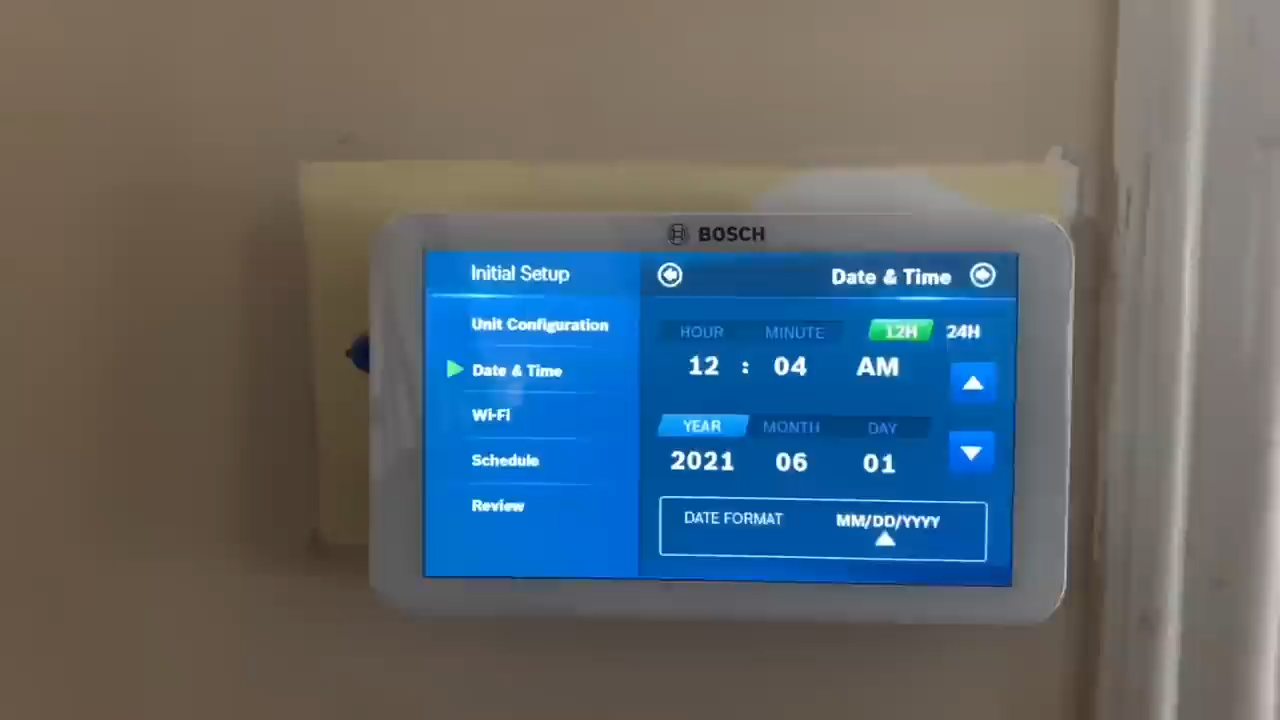 BOSCH
Initial Setup
Date & Time
Unit Configuration
Date & Time
Wi-Fi
Schedule
Review
HOUR MINUTE 12H 24H
12 : 04 AM
YEAR MONTH DAY
2021 06 01
DATE FORMAT MM/DD/YYYY